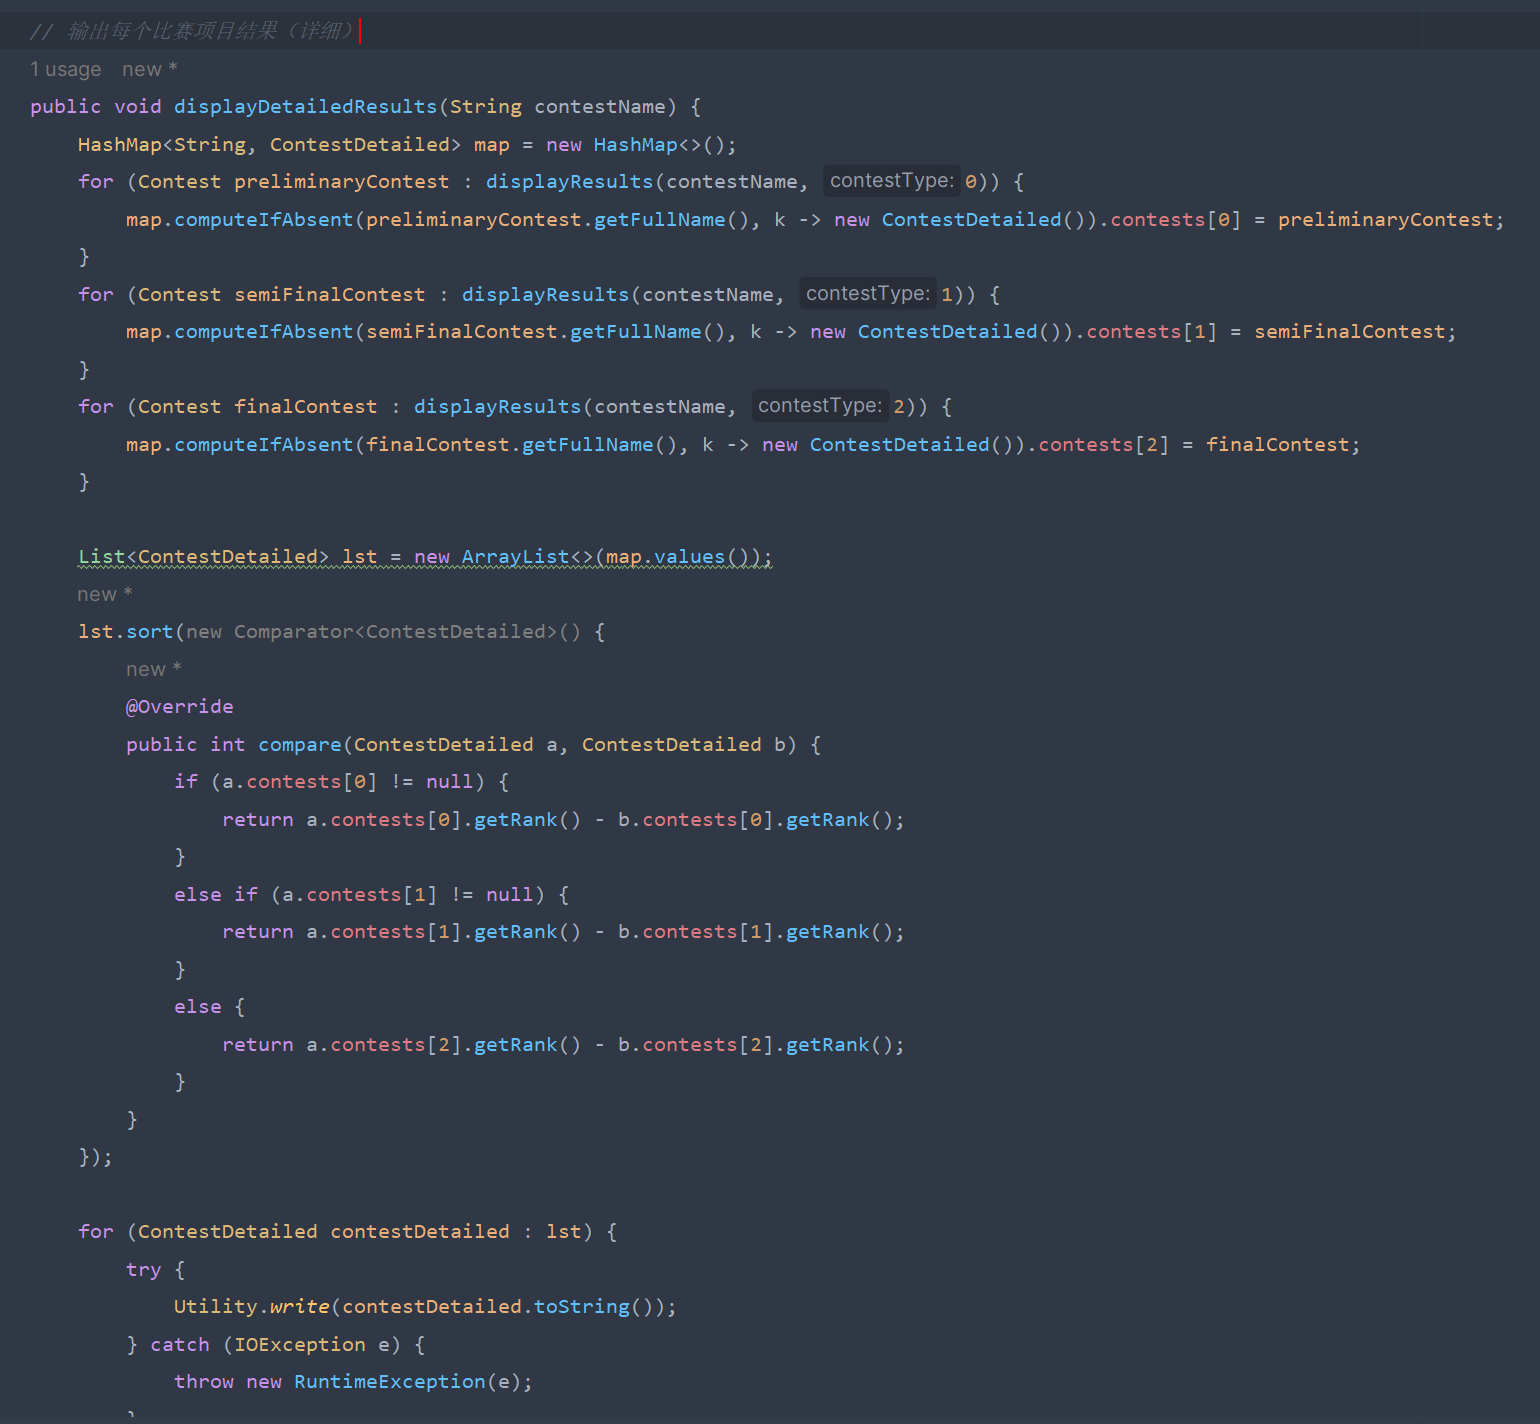 // 输出每个比赛项目结果（详细）
1 usage new *
public void displayDetailedResults(String contestName) {
    HashMap<String, ContestDetailed> map = new HashMap<>();
    for (Contest preliminaryContest : displayResults(contestName, contestType: 0)) {
        map.computeIfAbsent(preliminaryContest.getFullName(), k -> new ContestDetailed()).contests[0] = preliminaryContest;
    }
    for (Contest semiFinalContest : displayResults(contestName, contestType: 1)) {
        map.computeIfAbsent(semiFinalContest.getFullName(), k -> new ContestDetailed()).contests[1] = semiFinalContest;
    }
    for (Contest finalContest : displayResults(contestName, contestType: 2)) {
        map.computeIfAbsent(finalContest.getFullName(), k -> new ContestDetailed()).contests[2] = finalContest;
    }

    List<ContestDetailed> lst = new ArrayList<>(map.values());
    new *
    lst.sort(new Comparator<ContestDetailed>() {
        new *
        @Override
        public int compare(ContestDetailed a, ContestDetailed b) {
            if (a.contests[0] != null) {
                return a.contests[0].getRank() - b.contests[0].getRank();
            }
            else if (a.contests[1] != null) {
                return a.contests[1].getRank() - b.contests[1].getRank();
            }
            else {
                return a.contests[2].getRank() - b.contests[2].getRank();
            }
        }
    });

    for (ContestDetailed contestDetailed : lst) {
        try {
            Utility.write(contestDetailed.toString());
        } catch (IOException e) {
            throw new RuntimeException(e);
        }